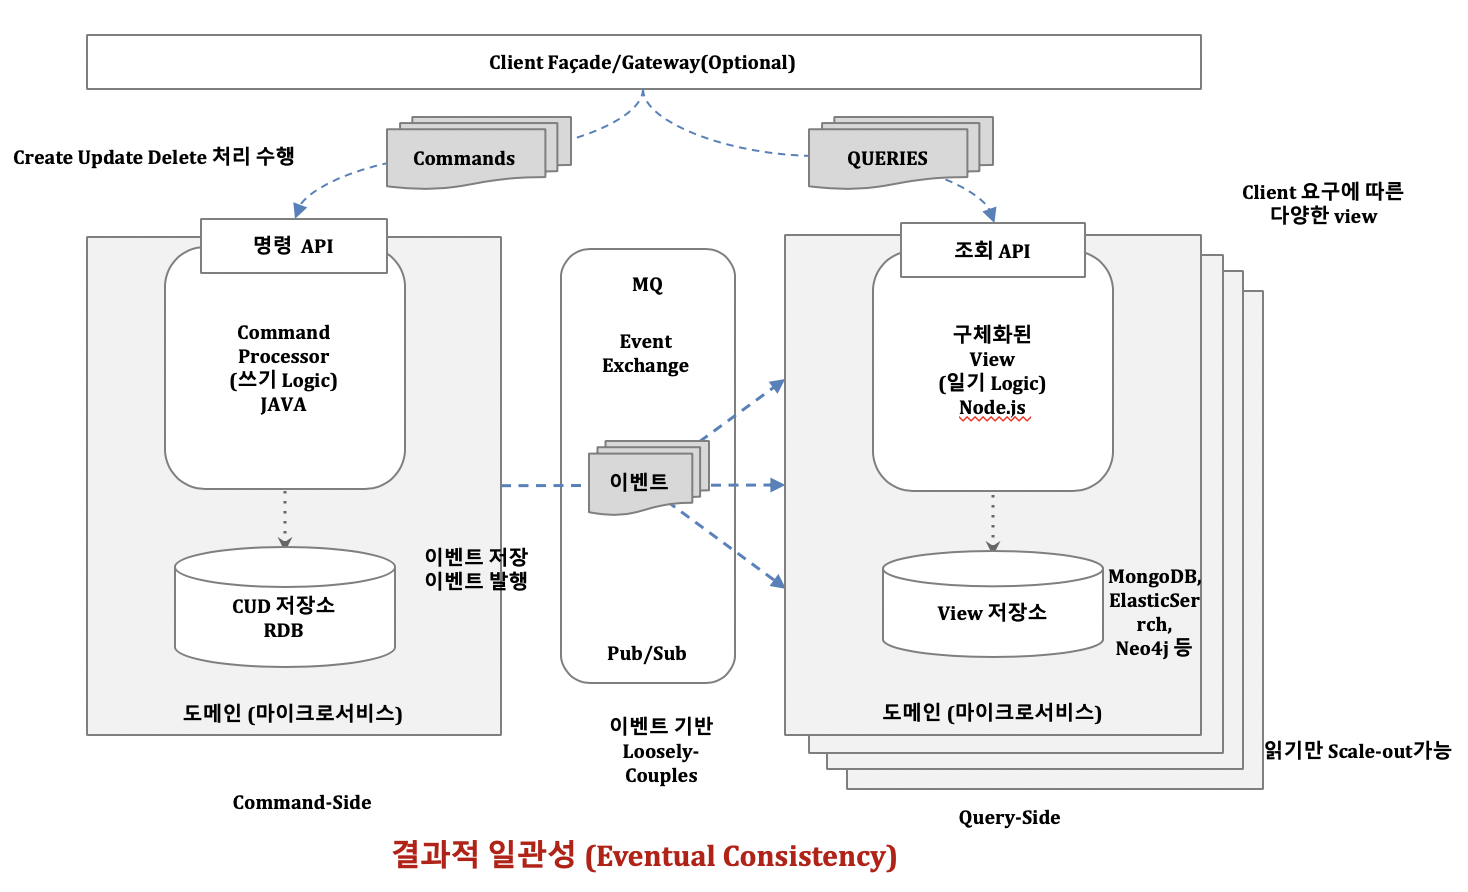 Client Façade/Gateway(Optional)
Create Update Delete 처리 수행
Commands
QUERIES
Client 요구에 따른
다양한 view
명령 API
Command
Processor
(쓰기 Logic)
JAVA
CUD 저장소
RDB
이벤트 저장
이벤트 발행
도메인 (마이크로서비스)
Command-Side
MQ
Event
Exchange
이벤트
Pub/Sub
이벤트 기반
Loosely-
Couples
조회 API
구체화된
View
(일기 Logic)
Node.js
View 저장소
MongoDB,
ElasticSer
rch,
Neo4j 등
도메인 (마이크로서비스)
읽기만 Scale-out가능
Query-Side
결과적 일관성 (Eventual Consistency)